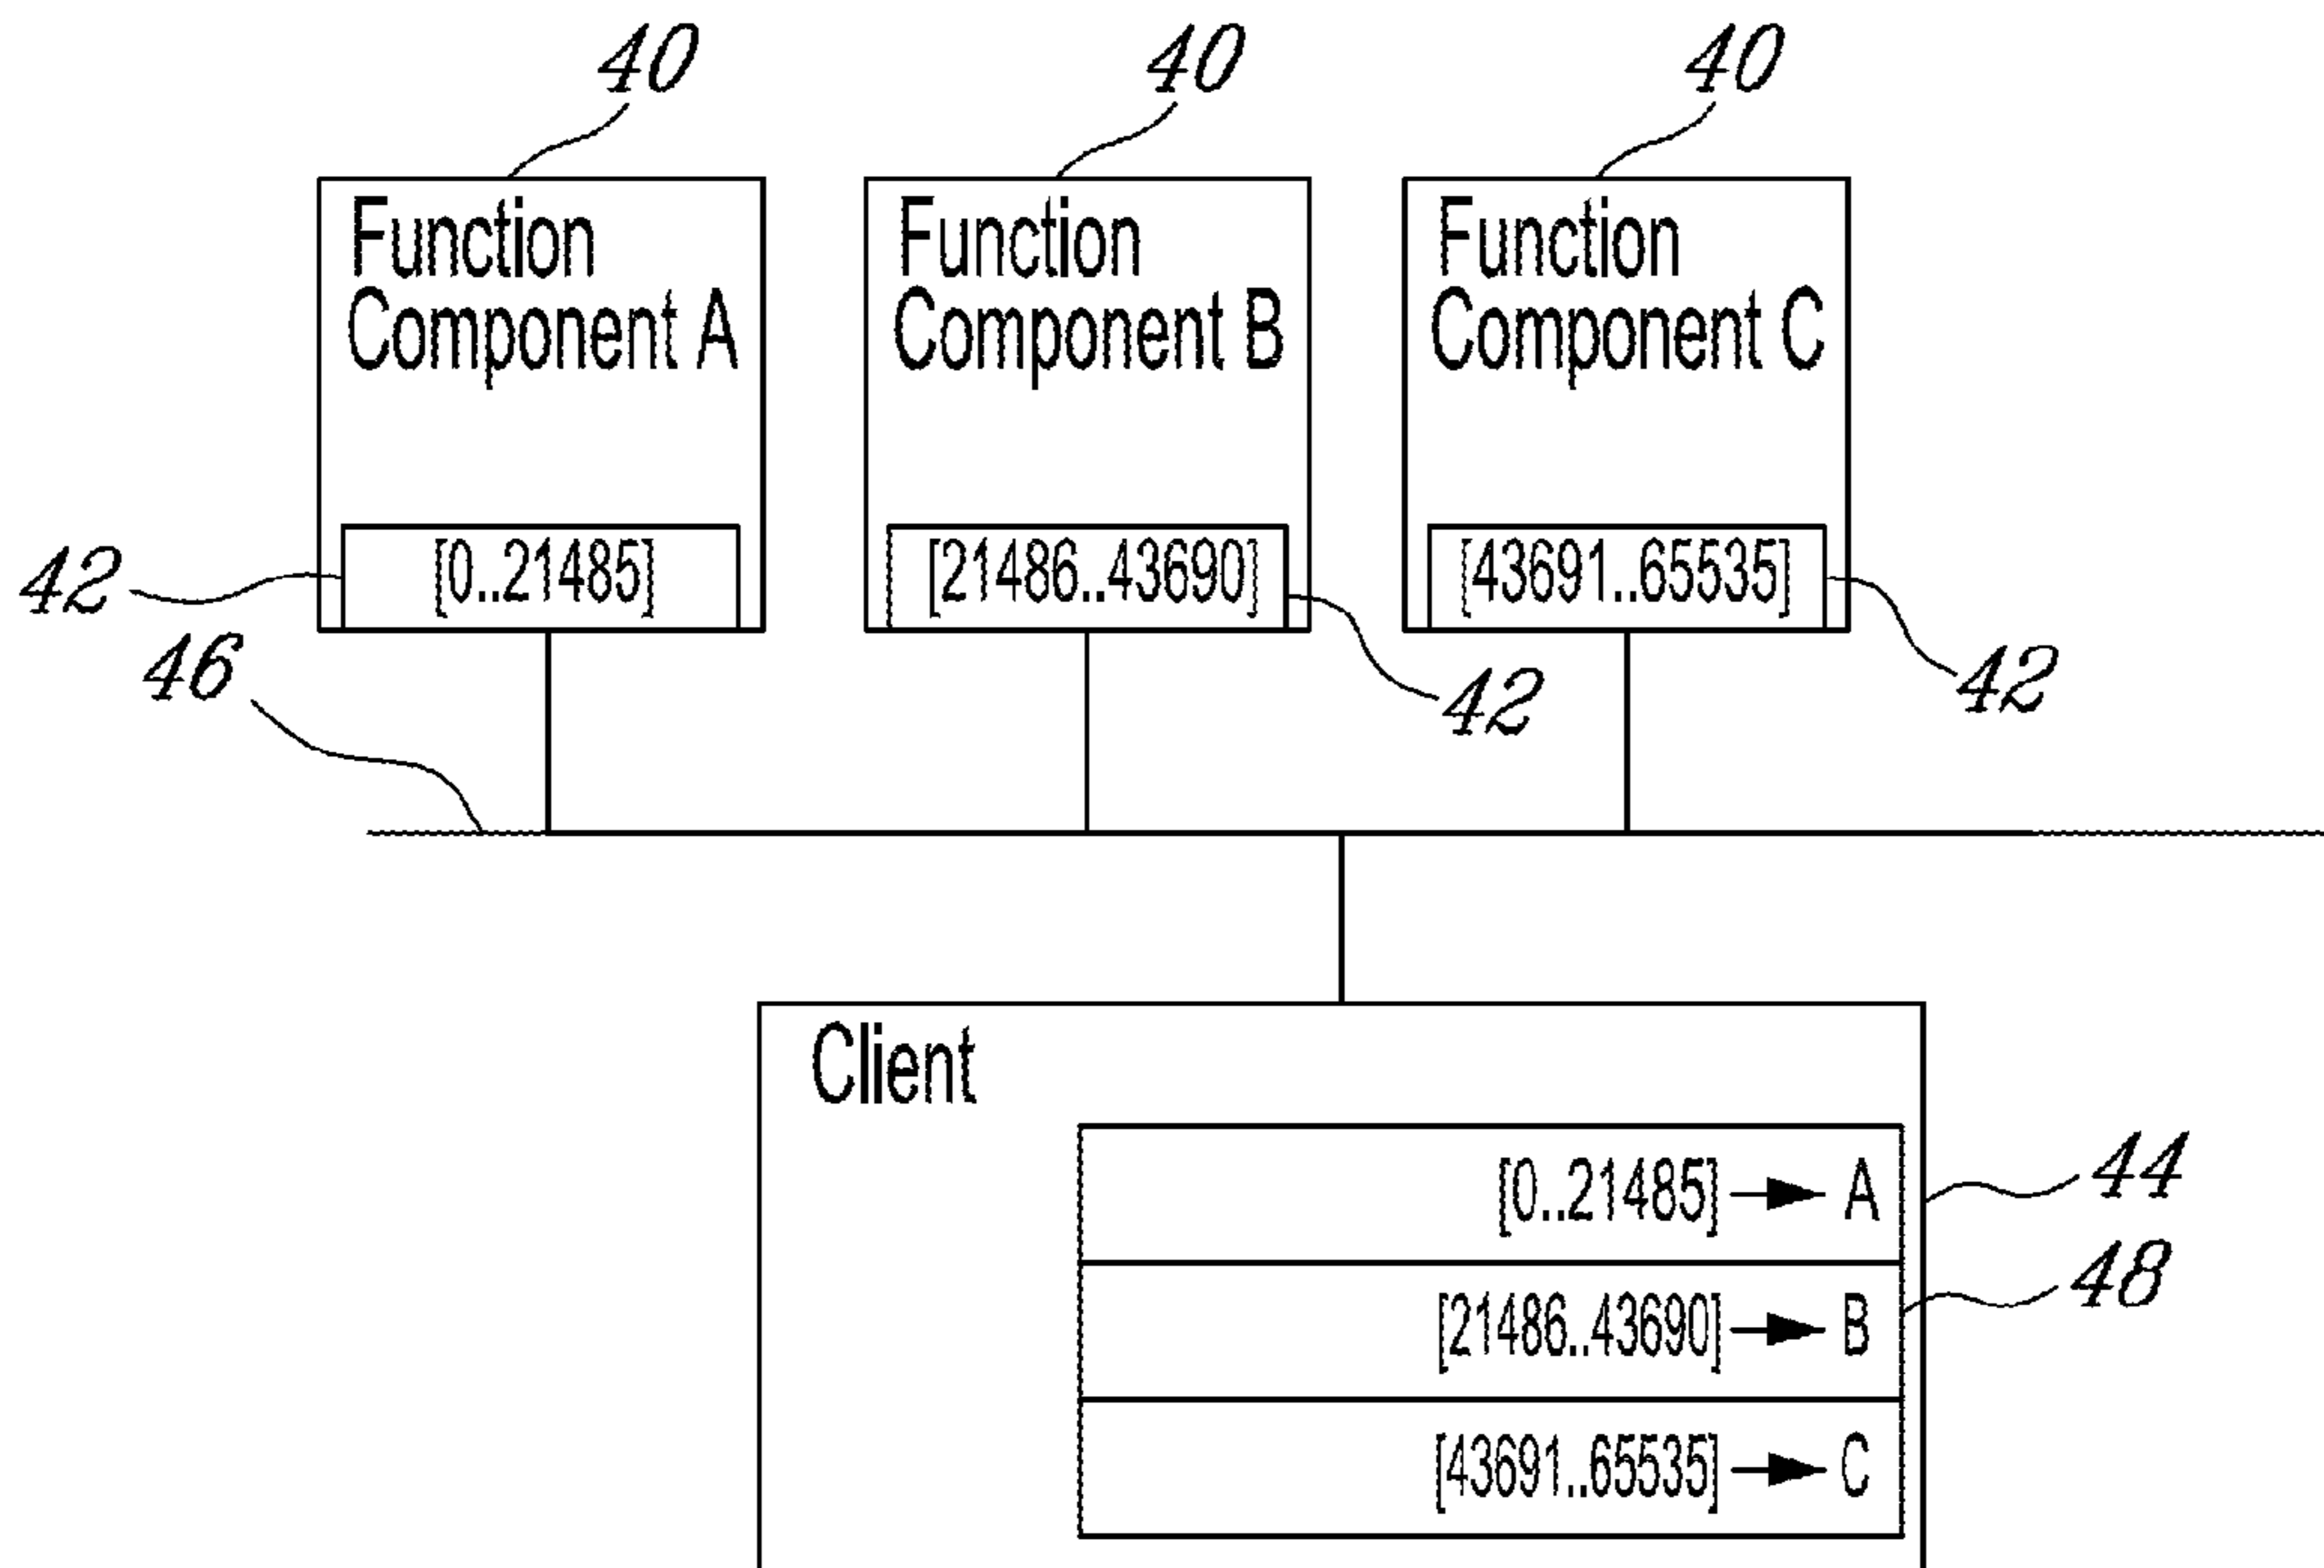 40 40 40
Function
Component A
Function
Component B
Function
Component C
[0..21485]
[21486..43690]
[43691..65535]
42
46
42
42
Client
[0..21485] → A
44
[21486..43690] → B
48
[43691..65535] → C